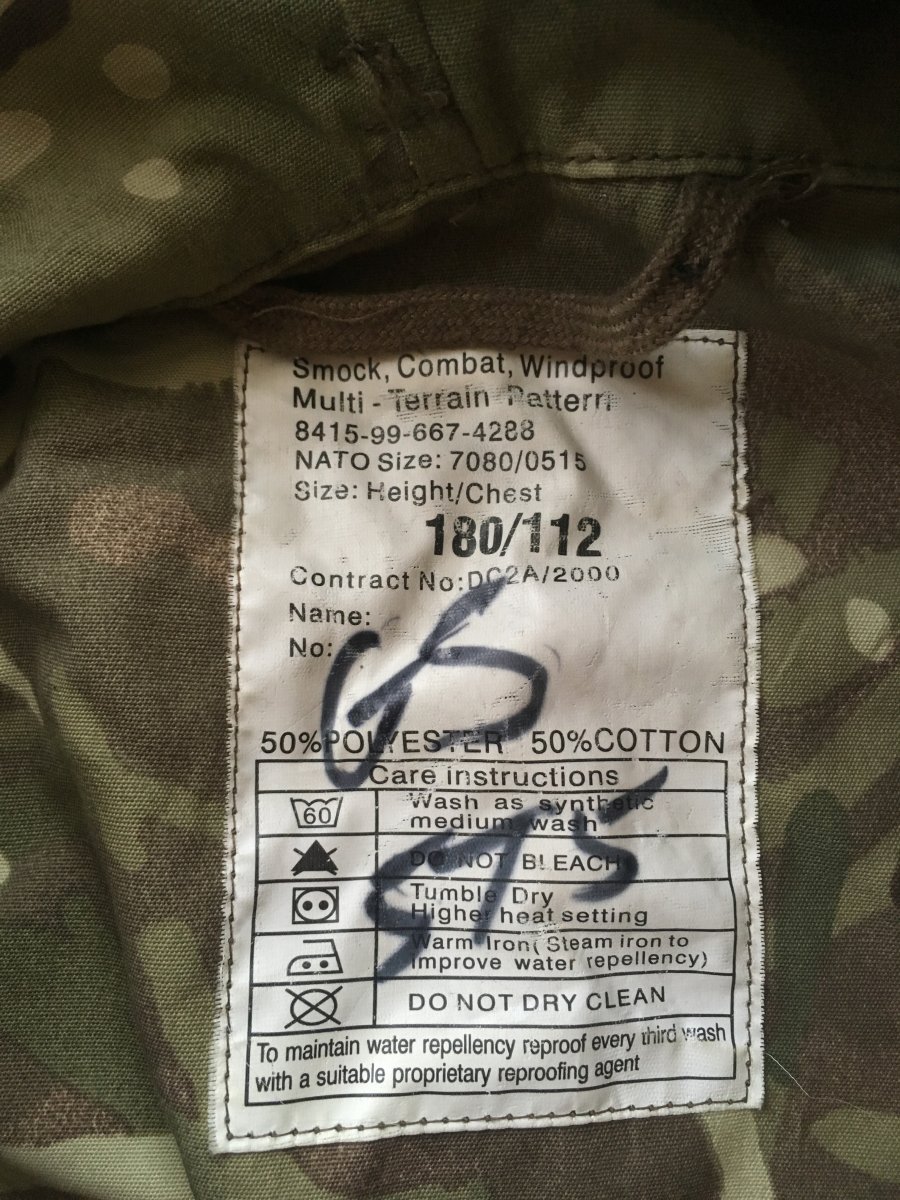 Smock, Combat, Windproof
Multi - Terrain Pattern
8415-99-667-4288
NATO Size: 7080/0515
Size: Height/Chest
180/112
Contract No:DC2A/2000
Name:
No:
50%POLYESTER 50%COTTON
Care instructions
60
Wash as synthetic
medium wash
DO NOT BLEACH
Tumble Dry
Higher heat setting
Warm Iron( Steam iron to
improve water repellency)
DO NOT DRY CLEAN
To maintain water repellency reproof every third wash
with a suitable proprietary reproofing agent